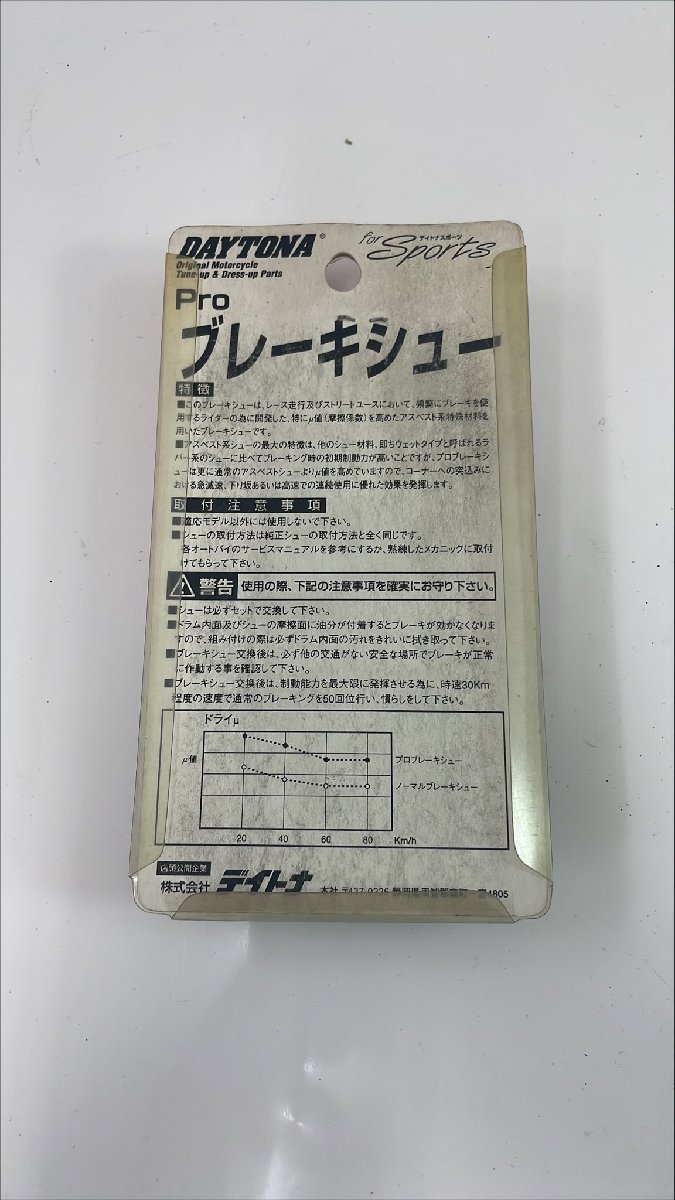 DAYTONA®
for Sports
デイトナスポーツ
Original Motorcycle
Tune-up & Dress-up Parts
Pro
ブレーキシュー
特徴
■このブレーキシューは、レース走行及びストリートユースにおいて、頻繁にブレーキを使
用するライダーの為に開発した、特にμ値(摩擦係数)を高めたアスベスト系特殊材料を
用いたブレーキシューです。
■アスベスト系シューの最大の特徴は、他のシュー材料、即ちウェットタイプと呼ばれるラ
バー系のシューに比べてブレーキング時の初期制動力が高いことですが、プロブレーキシ
ューは更に通常のアスベストシューよりμ値を高めていますので、コーナーへの突込みに
おける急減速、下り坂あるいは高速での連続使用に優れた効果を発揮します。
取付注意事項
■適応モデル以外には使用しないで下さい。
■シューの取付方法は純正シューの取付方法と全く同じです。
各オートバイのサービスマニュアルを参考にするか、熟練したメカニックに取付
けてもらって下さい。
警告 使用の際、下記の注意事項を確実にお守り下さい。
■シューは必ずセットで交換して下さい。
■ドラム内面及びシューの摩擦面に油分が付着するとブレーキが効かなくなりま
すので、組み付けの際は必ずドラム内面の汚れをきれいに拭き取って下さい。
■ブレーキシュー交換後は、必ず他の交通がない安全な場所でブレーキが正常
に作動する事を確認して下さい。
■ブレーキシュー交換後は、制動能力を最大限に発揮させる為に、時速30Km
程度の速度で通常のブレーキングを50回位行い、慣らしをして下さい。
ドライμ
μ値
プロブレーキシュー
ノーマルブレーキシュー
20 40 60 80 Km/h
店頭公開企業
株式会社 デイトナ 本社 〒437-0226 静岡県周智郡森町一宮4805